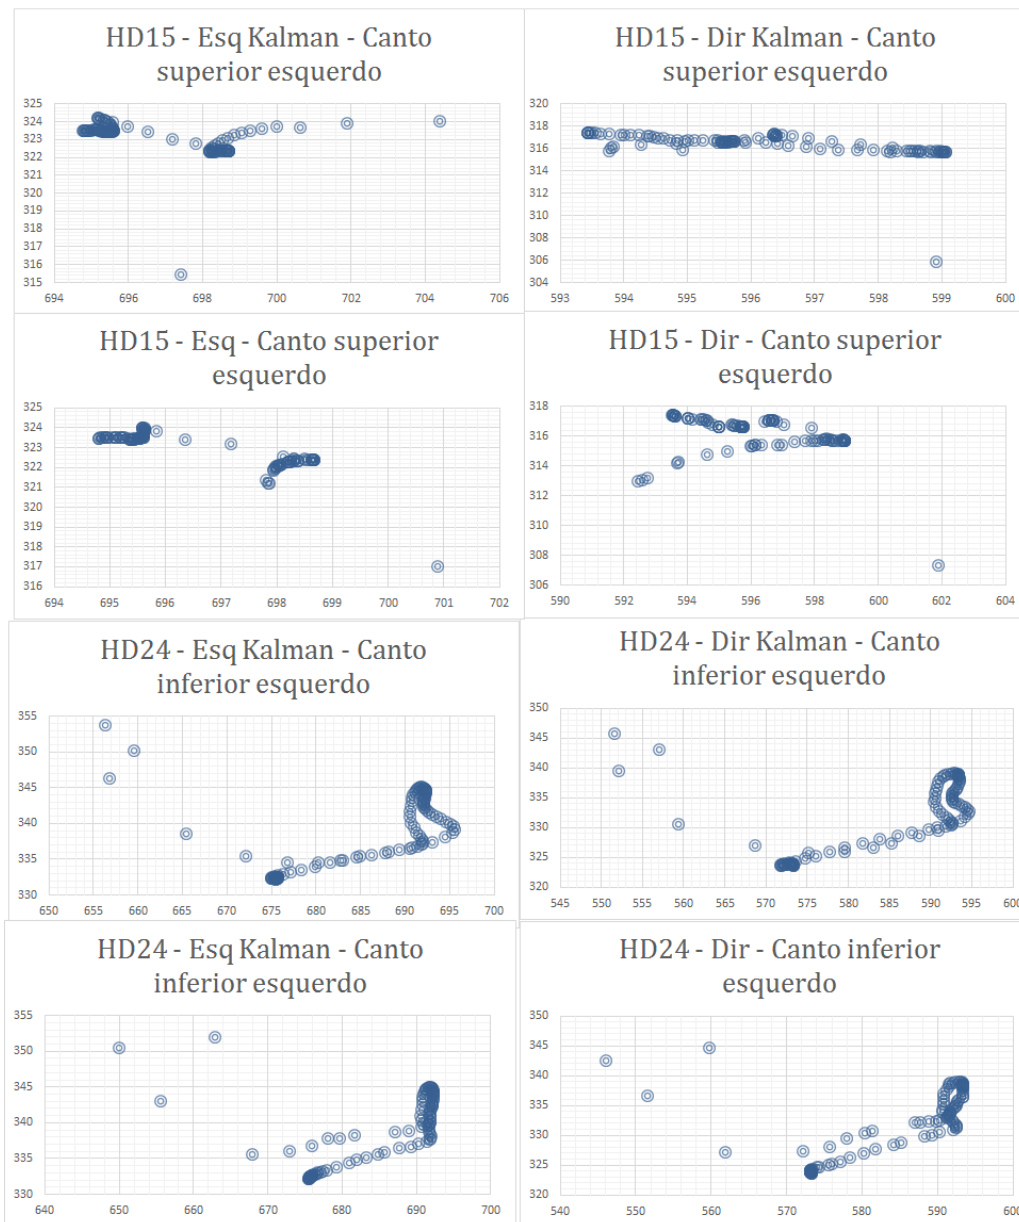 HD15 - Esq Kalman - Canto
superior esquerdo
325
324
323
322
321
320
319
318
317
316
315
694 696 698 700 702 704 706
HD15 - Dir Kalman - Canto
superior esquerdo
320
318
316
314
312
310
308
306
304
593 594 595 596 597 598 599 600
HD15 - Esq - Canto superior
esquerdo
325
324
323
322
321
320
319
318
317
316
694 695 696 697 698 699 700 701 702
HD15 - Dir - Canto superior
esquerdo
318
316
314
312
310
308
306
590 592 594 596 598 600 602 604
HD24 - Esq Kalman - Canto
inferior esquerdo
355
350
345
340
335
330
650 655 660 665 670 675 680 685 690 695 700
HD24 - Dir Kalman - Canto
inferior esquerdo
350
345
340
335
330
325
320
545 550 555 560 565 570 575 580 585 590 595 600
HD24 - Esq Kalman - Canto
inferior esquerdo
355
350
345
340
335
330
640 650 660 670 680 690 700
HD24 - Dir - Canto inferior
esquerdo
350
345
340
335
330
325
320
540 550 560 570 580 590 600